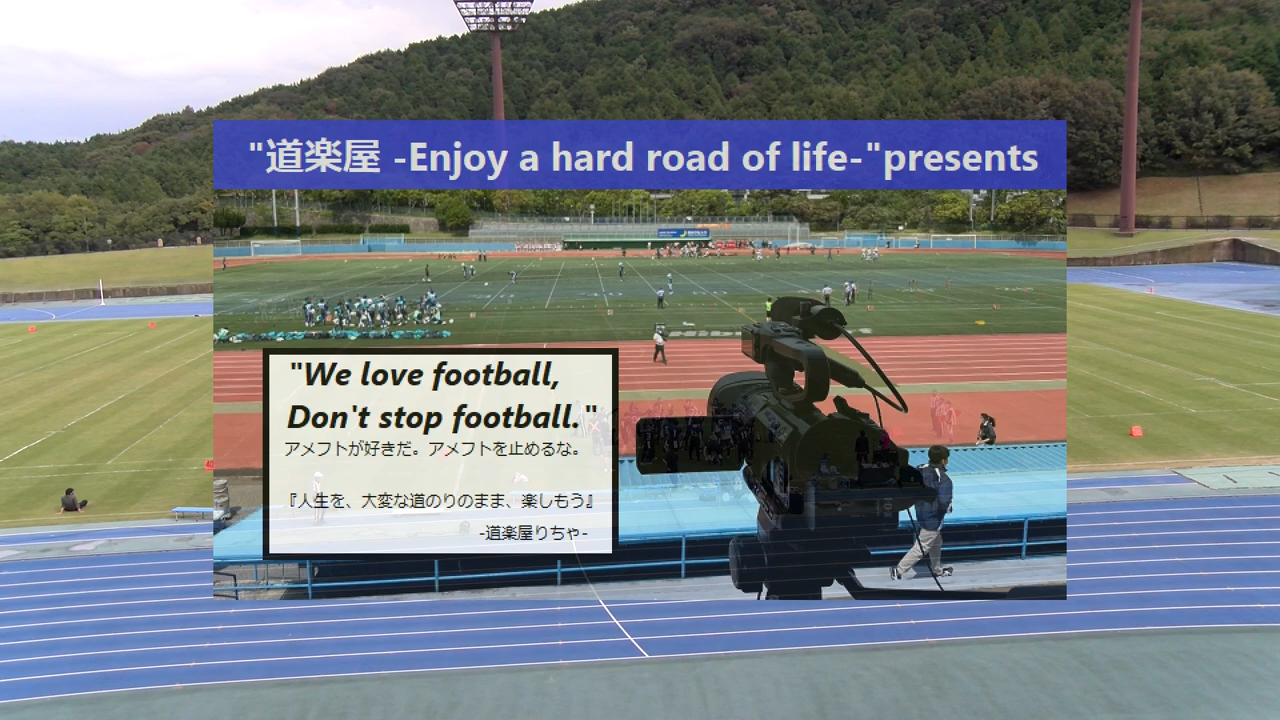 "道楽屋 -Enjoy a hard road of life-"presents
"We love football,
Don't stop football."
アメフトが好きだ。アメフトを止めるな。
『人生を、大変な道のりのまま、楽しもう』
-道楽屋りちゃ-